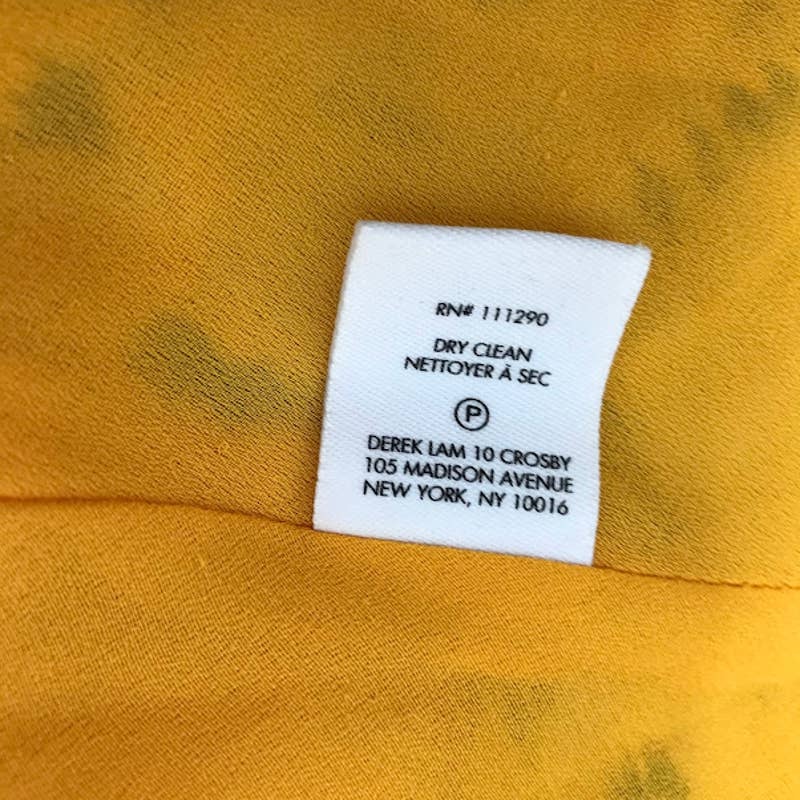 RN# 111290
DRY CLEAN
NETTOYER À SEC
P
DEREK LAM 10 CROSBY
105 MADISON AVENUE
NEW YORK, NY 10016